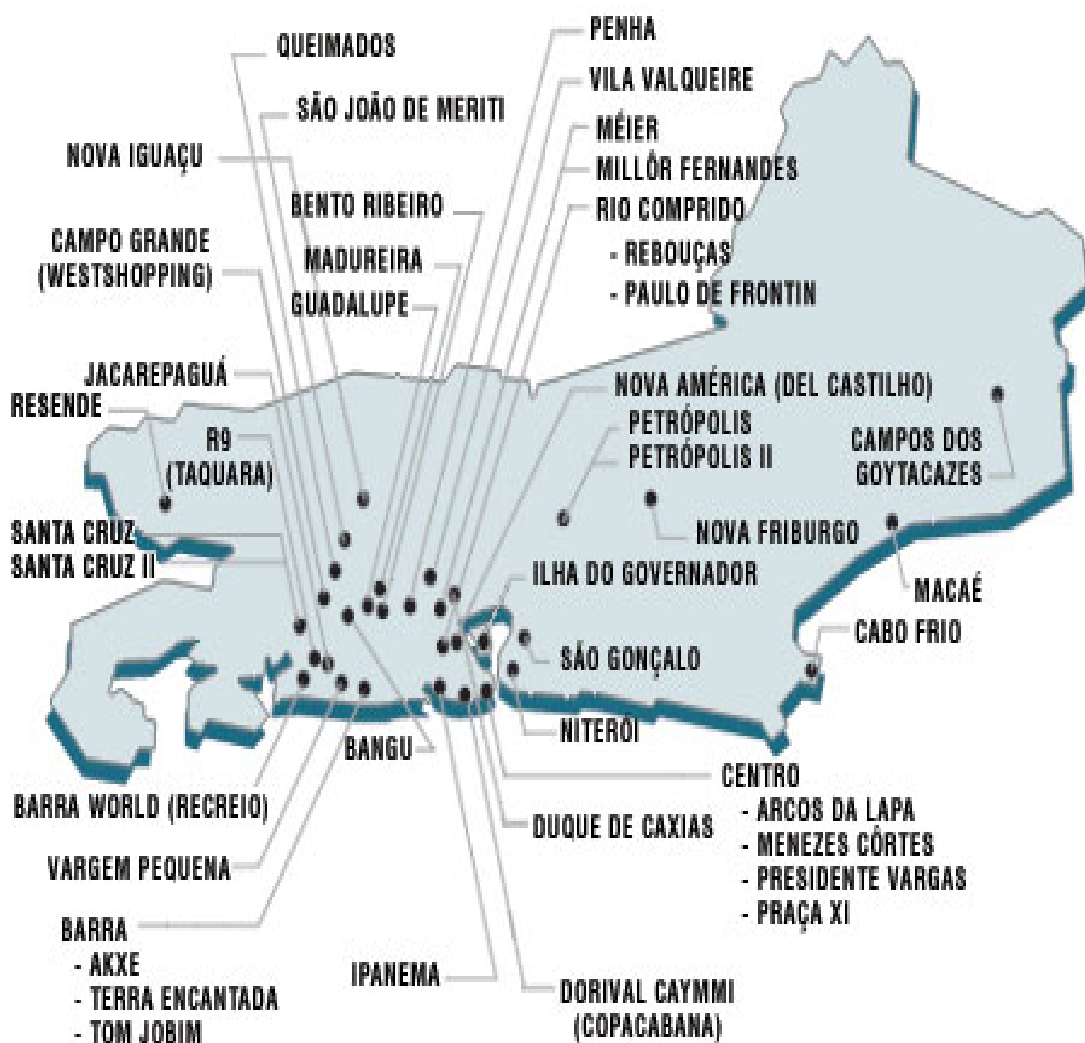 QUEIMADOS
SÃO JOÃO DE MERITI
NOVA IGUAÇU
BENTO RIBEIRO
CAMPO GRANDE
(WESTSHOPPING)
MADUREIRA
GUADALUPE
JACAREPAGUÁ
RESENDE
R9
(TAQUARA)
SANTA CRUZ
SANTA CRUZ II
PENHA
VILA VALQUEIRE
MÉIER
MILLÔR FERNANDES
RIO COMPRIDO
- REBOUÇAS
- PAULO DE FRONTIN
NOVA AMÉRICA (DEL CASTILHO)
PETRÓPOLIS
PETRÓPOLIS II
CAMPOS DOS
GOYTACAZES
NOVA FRIBURGO
ILHA DO GOVERNADOR
MACAÉ
CABO FRIO
SÃO GONÇALO
NITERÓI
BANGU
BARRA WORLD (RECREIO)
VARGEM PEQUENA
BARRA
- AKXE
- TERRA ENCANTADA
- TOM JOBIM
IPANEMA
DUQUE DE CAXIAS
CENTRO
- ARCOS DA LAPA
- MENEZES CÔRTES
- PRESIDENTE VARGAS
- PRAÇA XI
DORIVAL CAYMMI
(COPACABANA)